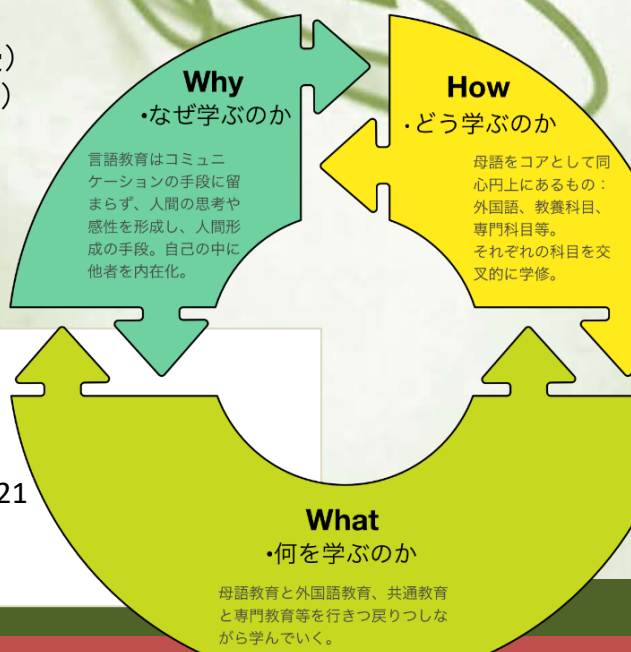 )
)
Why
・なぜ学ぶのか
言語教育はコミュニ
ケーションの手段に留
まらず、人間の思考や
感性を形成し、人間形
成の手段。自己の中に
他者を内在化。
How
・どう学ぶのか
母語をコアとして同
心円上にあるもの：
外国語、教養科目、
専門科目等。
それぞれの科目を交
叉的に学修。
21
What
・何を学ぶのか
母語教育と外国語教育、共通教育
と専門教育等を行きつ戻りつしな
がら学んでいく。